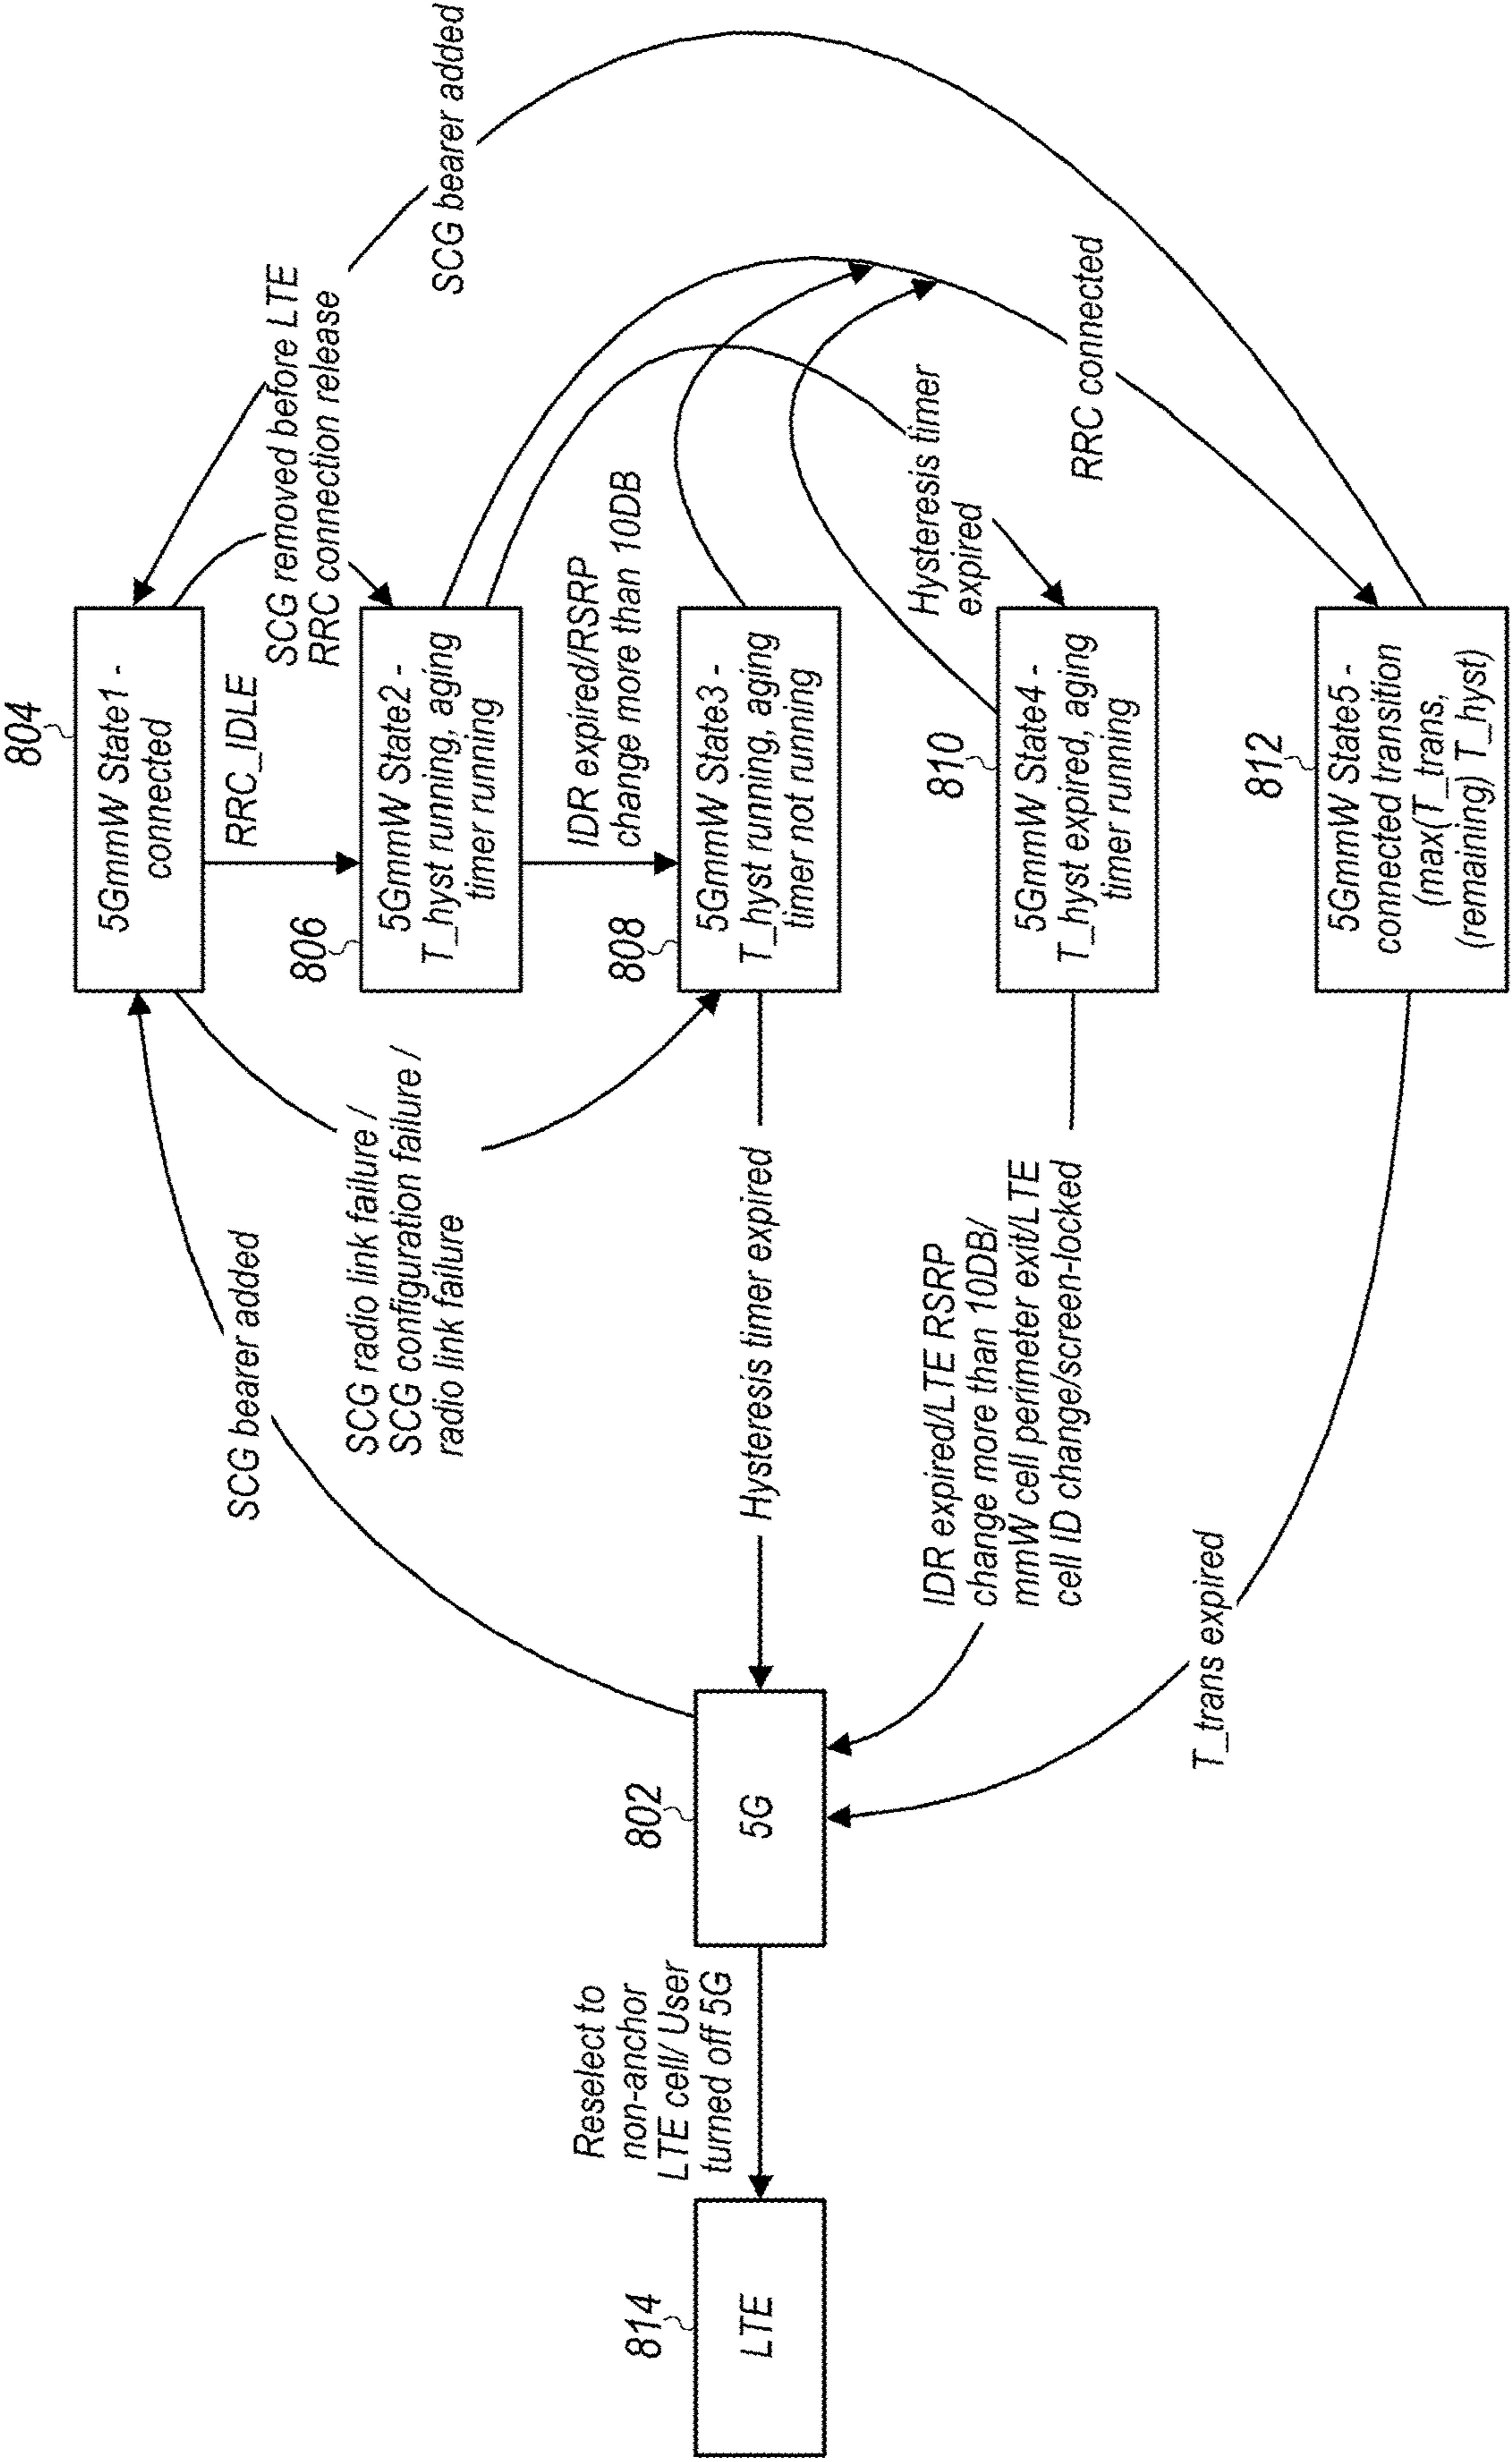 804
5GmmW State1 -
connected
RRC_IDLE
SCG removed before LTE
RRC connection release
SCG bearer added
806
5GmmW State2 -
T_hyst running, aging
timer running
IDR expired/RSRP
change more than 10DB
808
5GmmW State3 -
T_hyst running, aging
timer not running
Hysteresis timer
expired
RRC connected
810
5GmmW State4 -
T_hyst expired, aging
timer running
812
5GmmW State5 -
connected transition
(max(T_trans,
(remaining) T_hyst)
SCG bearer added
SCG radio link failure /
SCG configuration failure /
radio link failure
Hysteresis timer expired
IDR expired/LTE RSRP
change more than 10DB/
mmW cell perimeter exit/LTE
cell ID change/screen-locked
T_trans expired
802
5G
Reselect to
non-anchor
LTE cell/ User
turned off 5G
814
LTE